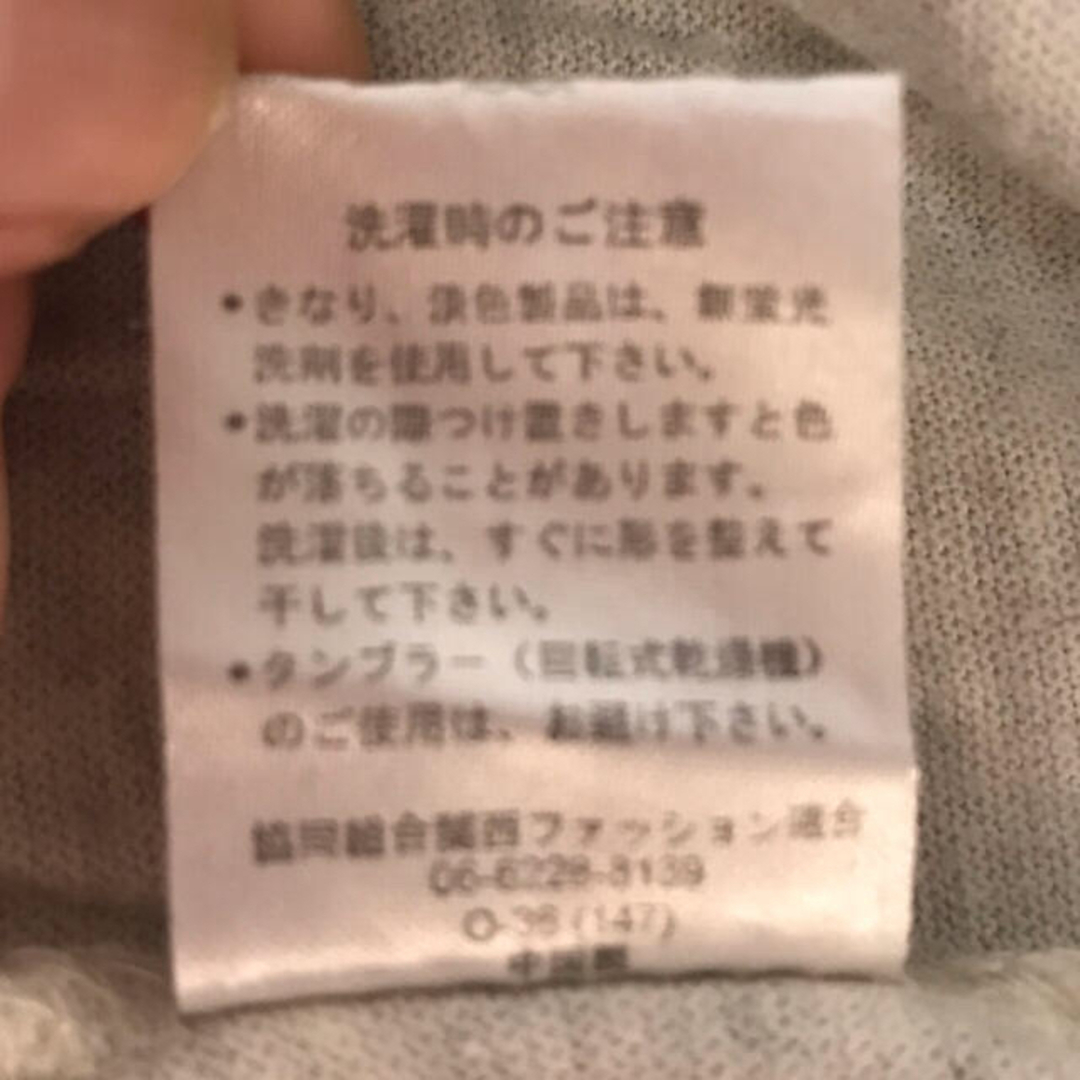 洗濯時のご注意
•きなり、淡色製品は、無蛍光
洗剤を使用して下さい。
•洗濯の際つけ置きしますと色
が落ちることがあります。
洗濯後は、すぐに形を整えて
干して下さい。
•タンブラー(回転式乾燥機)
のご使用は、お避け下さい。
協同組合関西ファッション連合
06-6228-8139
O-36(147)
中国製